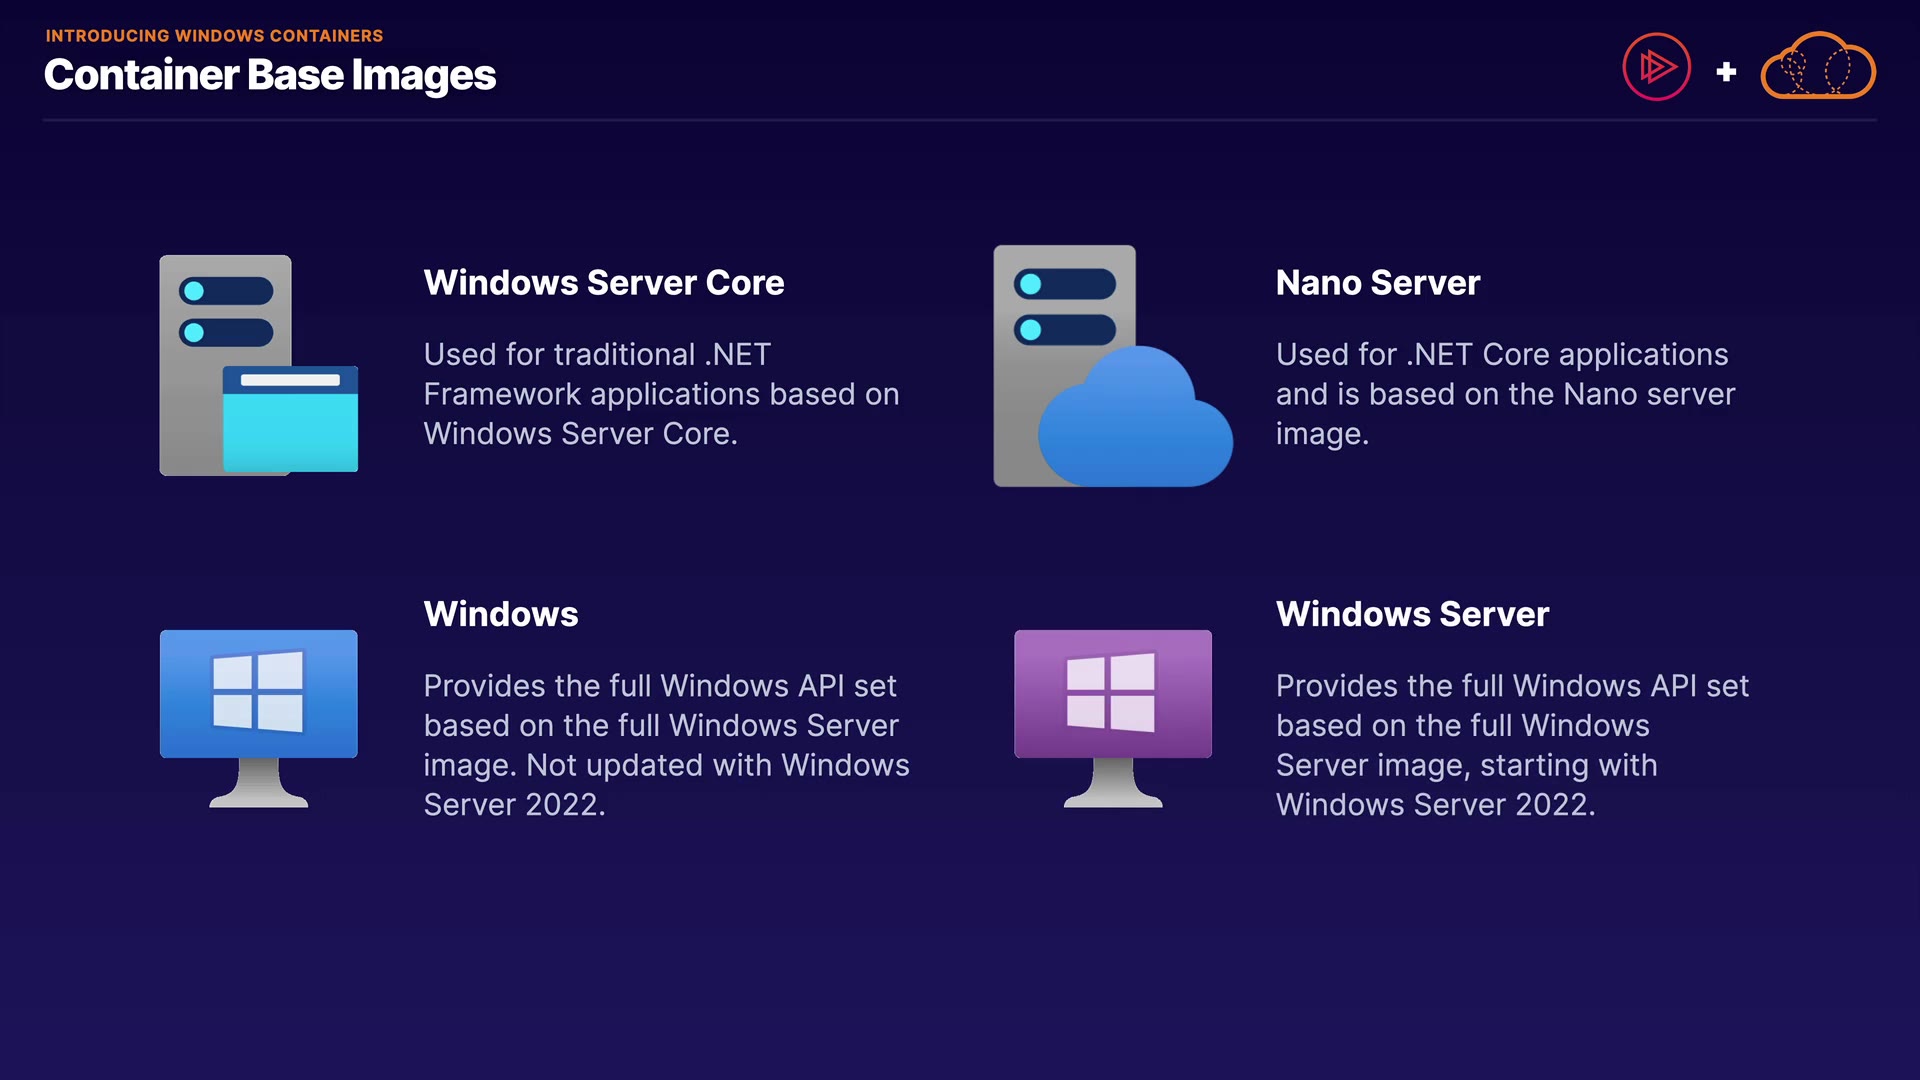 INTRODUCING WINDOWS CONTAINERS
Container Base Images
Windows Server Core
Used for traditional .NET
Framework applications based on
Windows Server Core.
Nano Server
Used for .NET Core applications
and is based on the Nano server
image.
Windows
Provides the full Windows API set
based on the full Windows Server
image. Not updated with Windows
Server 2022.
Windows Server
Provides the full Windows API set
based on the full Windows
Server image, starting with
Windows Server 2022.